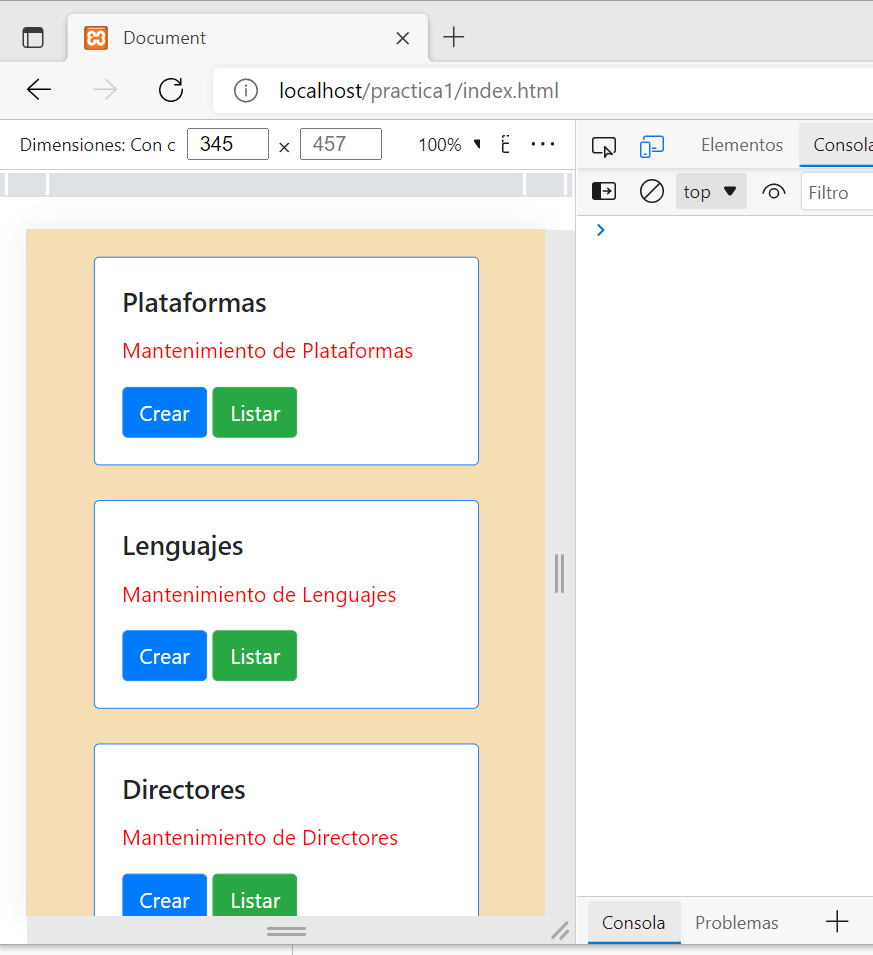 Document
localhost/practica1/index.html
Dimensiones: Con c 345 × 457 100%
Elementos Consola
top Filtro
Plataformas
Mantenimiento de Plataformas
Crear Listar
Lenguajes
Mantenimiento de Lenguajes
Crear Listar
Directores
Mantenimiento de Directores
Crear Listar
Consola Problemas